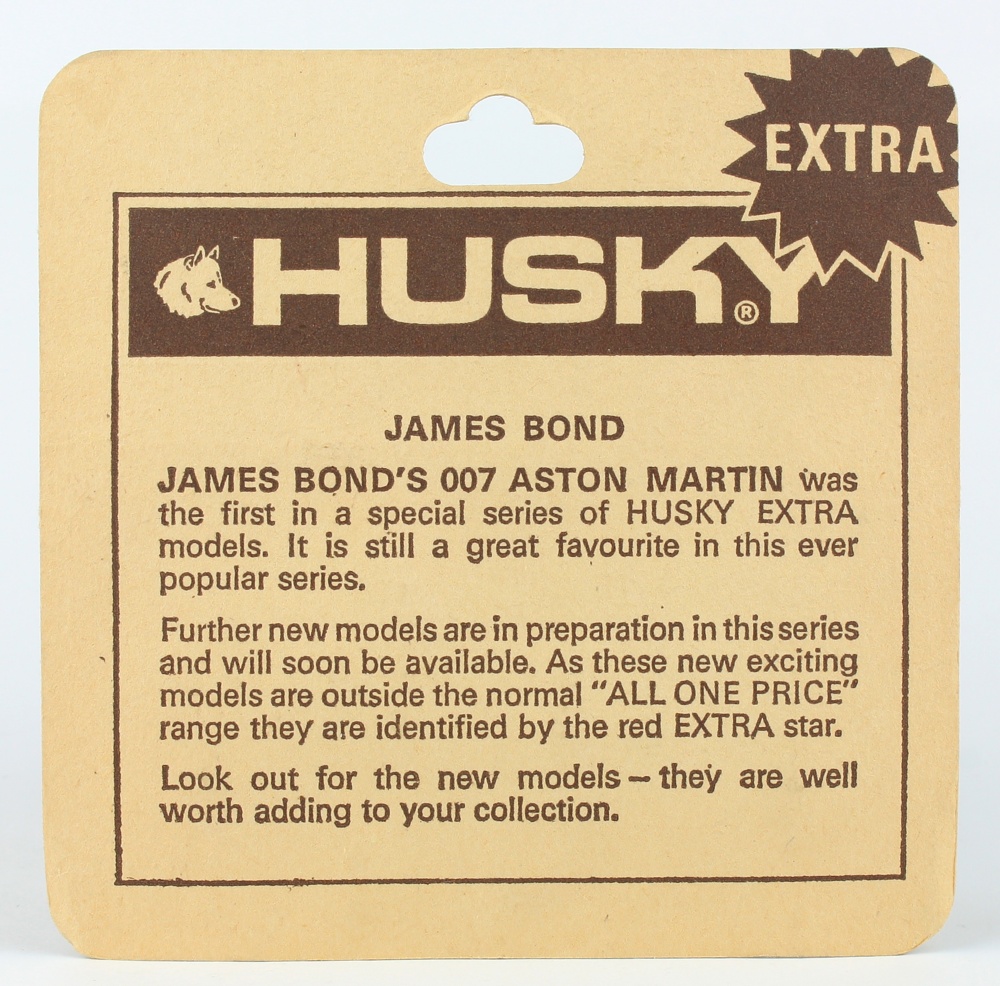 EXTRA
HUSKY®
JAMES BOND
JAMES BOND'S 007 ASTON MARTIN was
the first in a special series of HUSKY EXTRA
models. It is still a great favourite in this ever
popular series.
Further new models are in preparation in this series
and will soon be available. As these new exciting
models are outside the normal "ALL ONE PRICE"
range they are identified by the red EXTRA star.
Look out for the new models – they are well
worth adding to your collection.